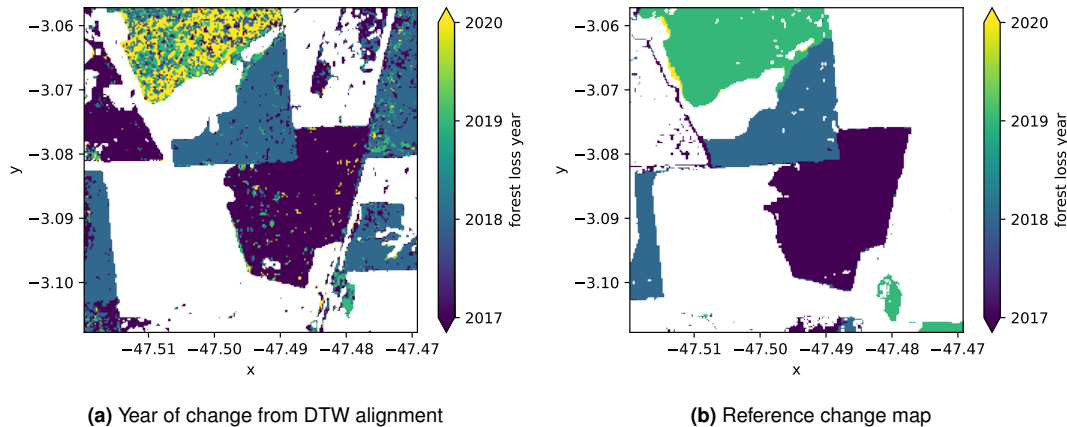 −3.06
−3.07
−3.08
−3.09
−3.10
y
−47.51 −47.50 −47.49 −47.48 −47.47
x
2020
2019
2018
2017
forest loss year
−3.06
−3.07
−3.08
−3.09
−3.10
y
−47.51 −47.50 −47.49 −47.48 −47.47
x
2020
2019
2018
2017
forest loss year
(a) Year of change from DTW alignment
(b) Reference change map